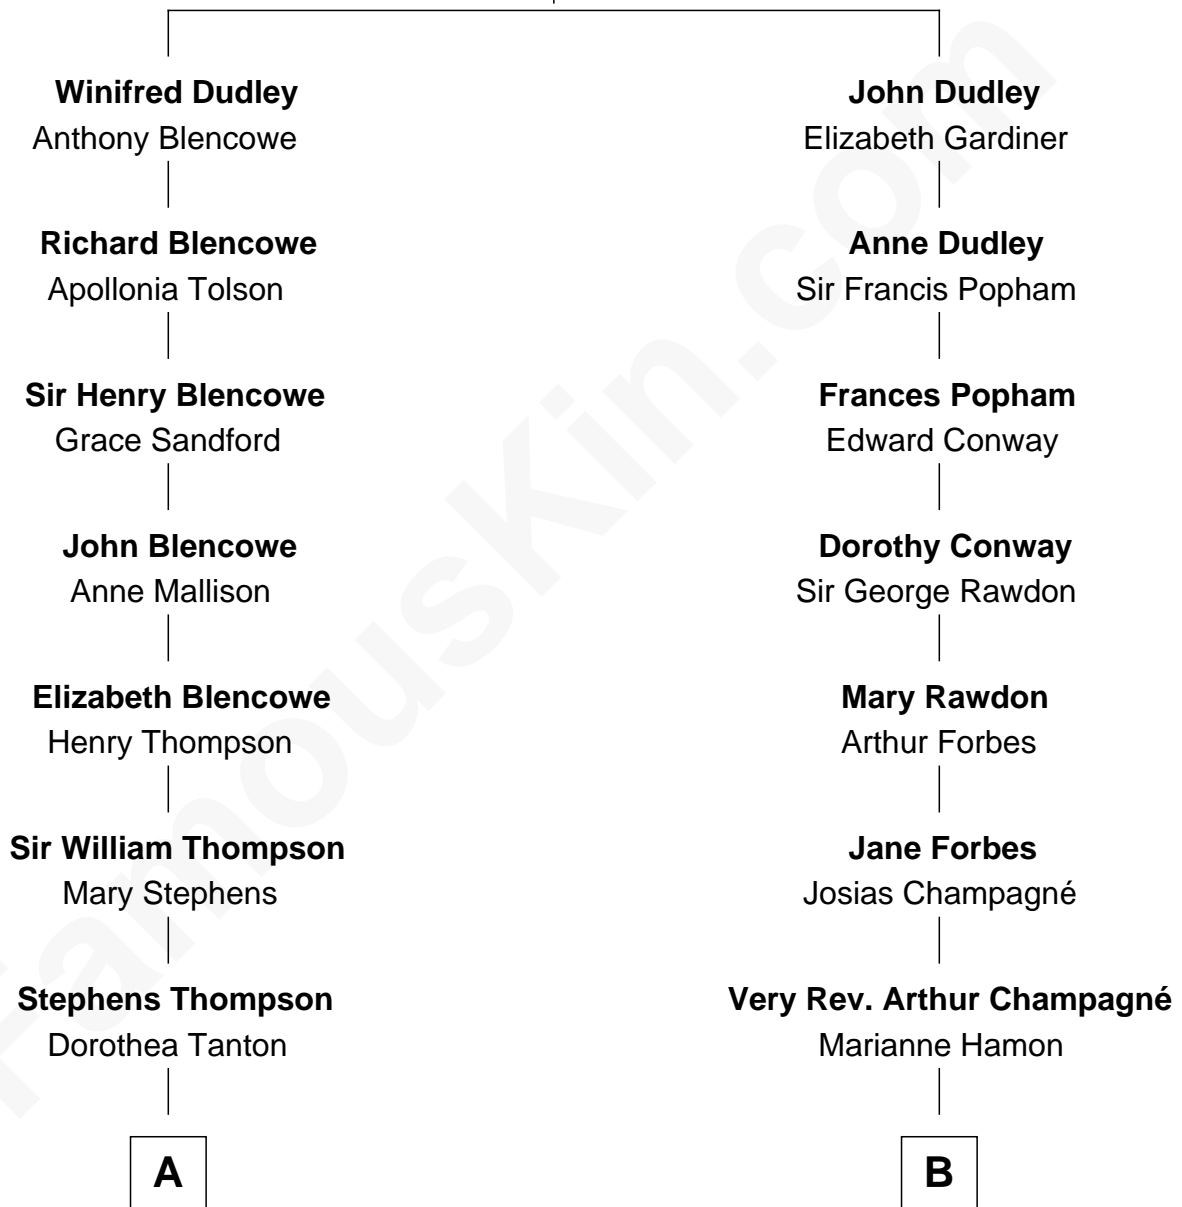 Winifred Dudley
Anthony Blencowe
Richard Blencowe
Apollonia Tolson
Sir Henry Blencowe
Grace Sandford
John Blencowe
Anne Mallison
Elizabeth Blencowe
Henry Thompson
Sir William Thompson
Mary Stephens
Stephens Thompson
Dorothea Tanton
A
John Dudley
Elizabeth Gardiner
Anne Dudley
Sir Francis Popham
Frances Popham
Edward Conway
Dorothy Conway
Sir George Rawdon
Mary Rawdon
Arthur Forbes
Jane Forbes
Josias Champagné
Very Rev. Arthur Champagné
Marianne Hamon
B
FamousKin.com